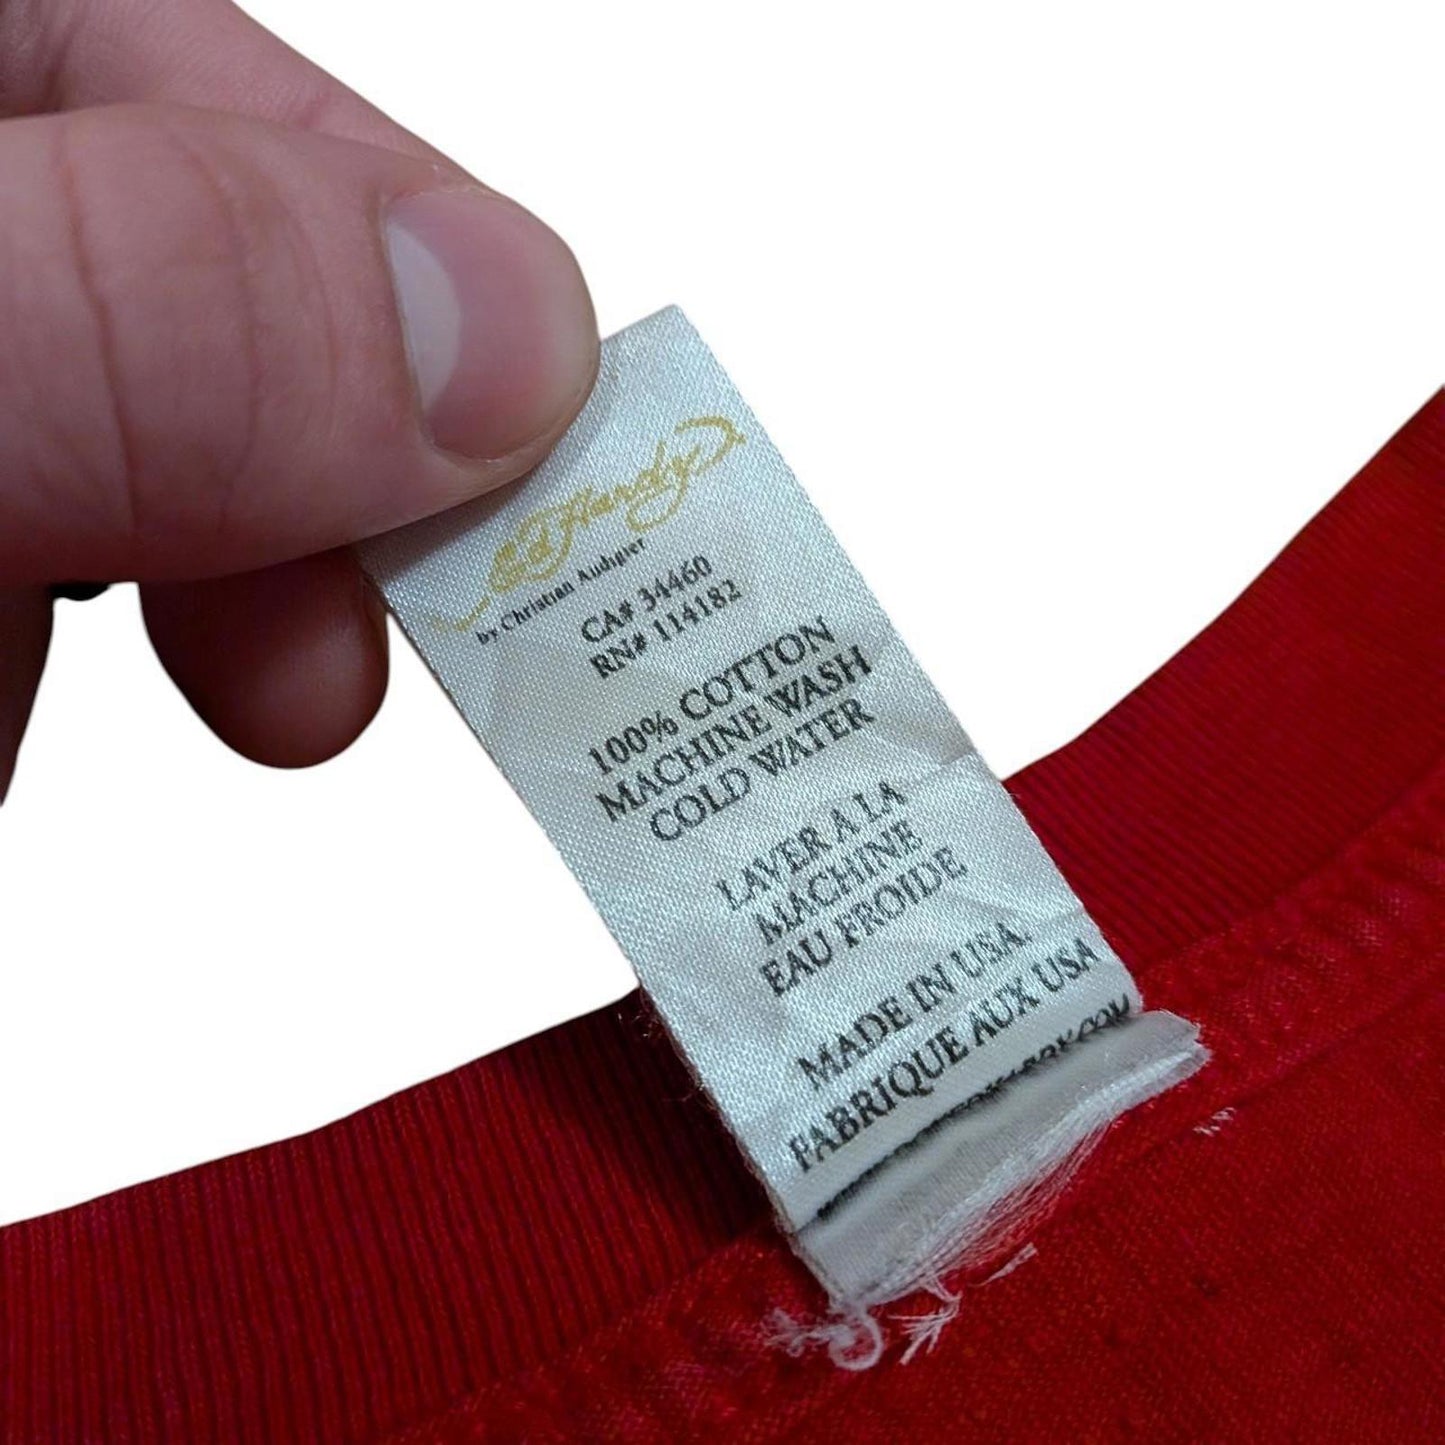 Ed Hardy
by Christian Audigier
CA# 34460
RN# 114182
100% COTTON
MACHINE WASH
COLD WATER
LAVER A LA
MACHINE
EAU FROIDE
MADE IN USA.
FABRIQUE AUX USA